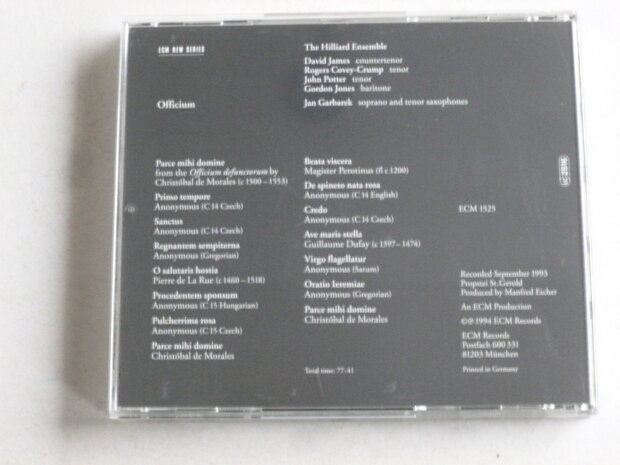 ECM NEW SERIES
The Hilliard Ensemble
David James countertenor
Rogers Covey-Crump tenor
John Potter tenor
Gordon Jones baritone
Officium
Jan Garbarek soprano and tenor saxophones
Parce mihi domine
from the Officium defunctorum by
Christóbal de Morales (c 1500 – 1553)
Primo tempore
Anonymous (C 14 Czech)
Sanctus
Anonymous (C 14 Czech)
Regnantem sempiterna
Anonymous (Gregorian)
O salutaris hostia
Pierre de La Rue (c 1460 – 1518)
Procedentem sponsum
Anonymous (C 15 Hungarian)
Pulcherrima rosa
Anonymous (C 15 Czech)
Parce mihi domine
Christóbal de Morales
Beata viscera
Magister Perotinus (fl c 1200)
De spineto nata rosa
Anonymous (C 14 English)
Credo
Anonymous (C 14 Czech)
Ave maris stella
Guillaume Dufay (c 1397 – 1474)
Virgo flagellatur
Anonymous (Sarum)
Oratio Ieremiae
Anonymous (Gregorian)
Parce mihi domine
Christóbal de Morales
Total time: 77:41
ECM 1525
Recorded September 1993
Propstei St. Gerold
Produced by Manfred Eicher
An ECM Production
©℗ 1994 ECM Records
ECM Records
Postfach 600 331
81203 München
Printed in Germany